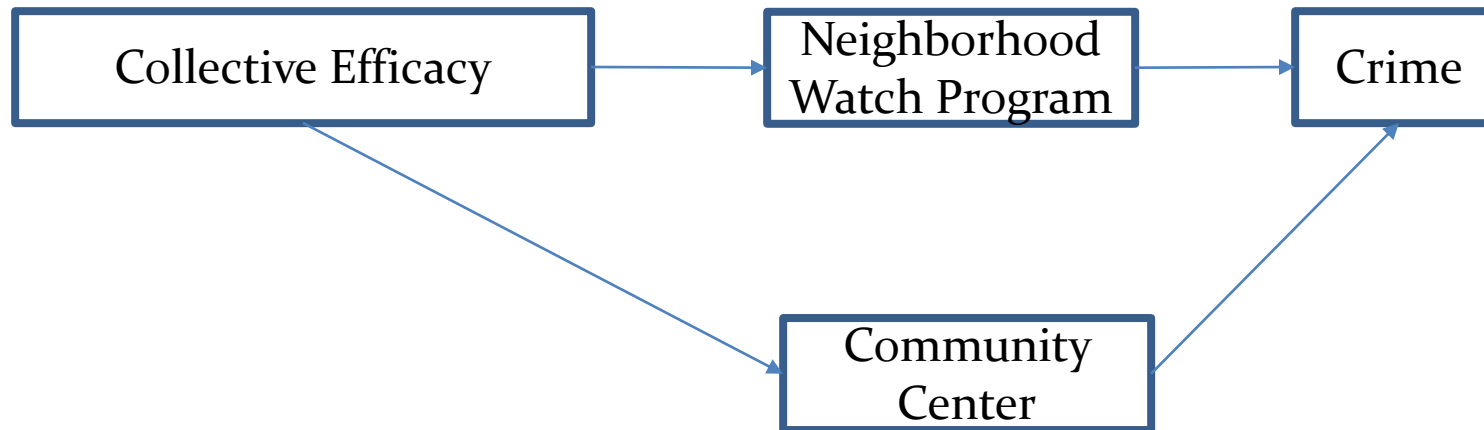 Collective Efficacy
Neighborhood
Watch Program
Crime
Community
Center